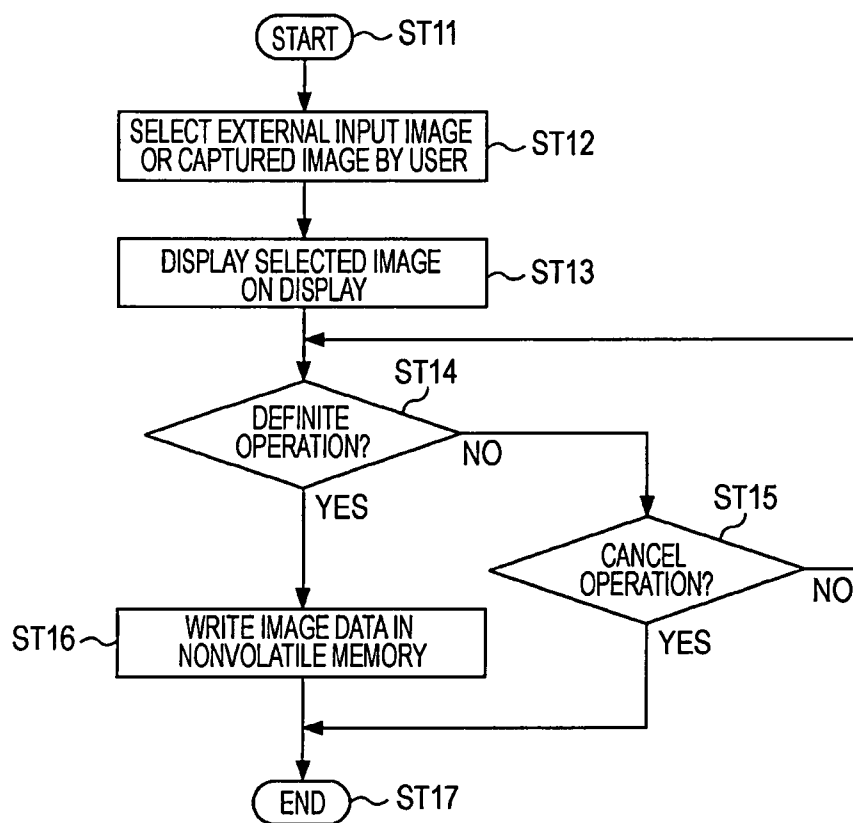 START
ST11
SELECT EXTERNAL INPUT IMAGE
OR CAPTURED IMAGE BY USER
ST12
DISPLAY SELECTED IMAGE
ON DISPLAY
ST13
ST14
DEFINITE
OPERATION?
NO
YES
ST15
CANCEL
OPERATION?
NO
YES
ST16
WRITE IMAGE DATA IN
NONVOLATILE MEMORY
END
ST17